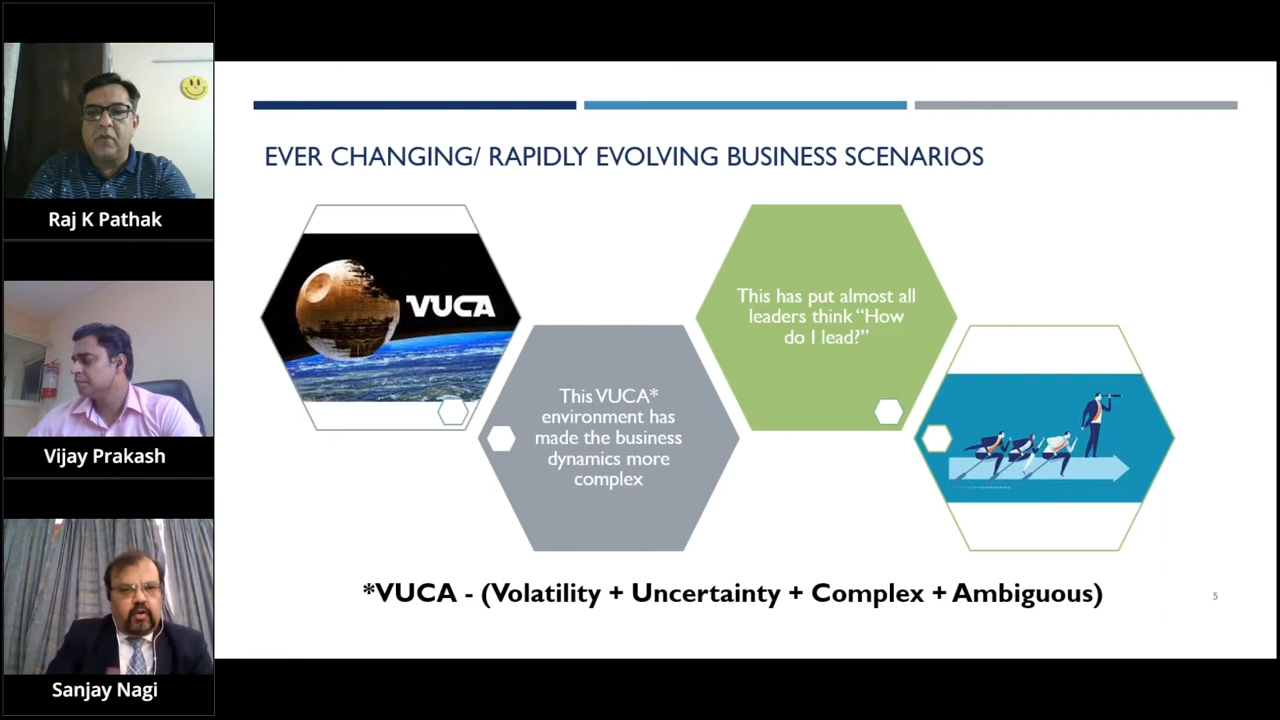 Raj K Pathak
Vijay Prakash
Sanjay Nagi
EVER CHANGING/ RAPIDLY EVOLVING BUSINESS SCENARIOS
VUCA
This VUCA*
environment has
made the business
dynamics more
complex
This has put almost all
leaders think “How
do I lead?”
*VUCA - (Volatility + Uncertainty + Complex + Ambiguous)
5